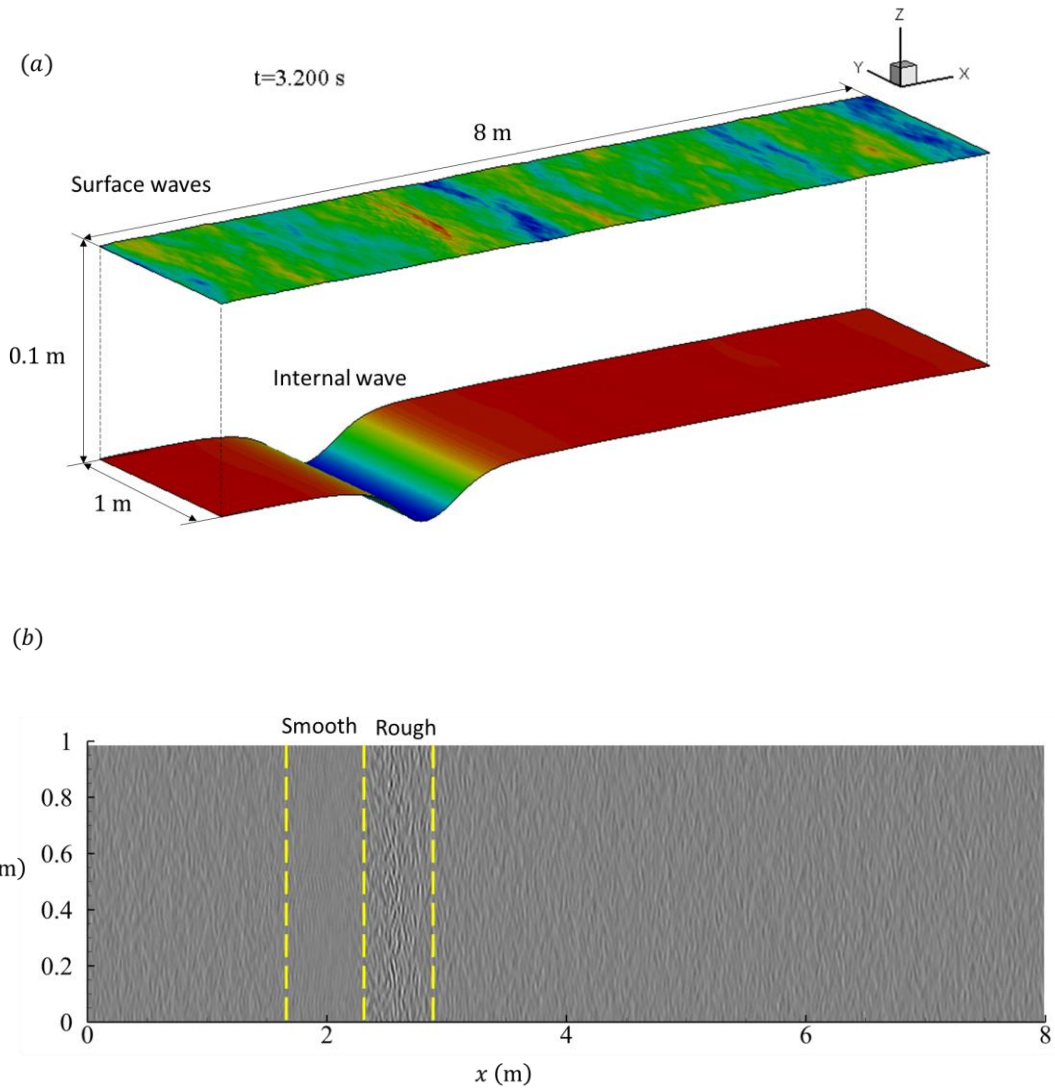 (a)
t=3.200 s
Z
Y
X
8 m
Surface waves
0.1 m
Internal wave
1 m
(b)
Smooth Rough
1
0.8
0.6
m)
0.4
0.2
0
0 2 4 6 8
x (m)